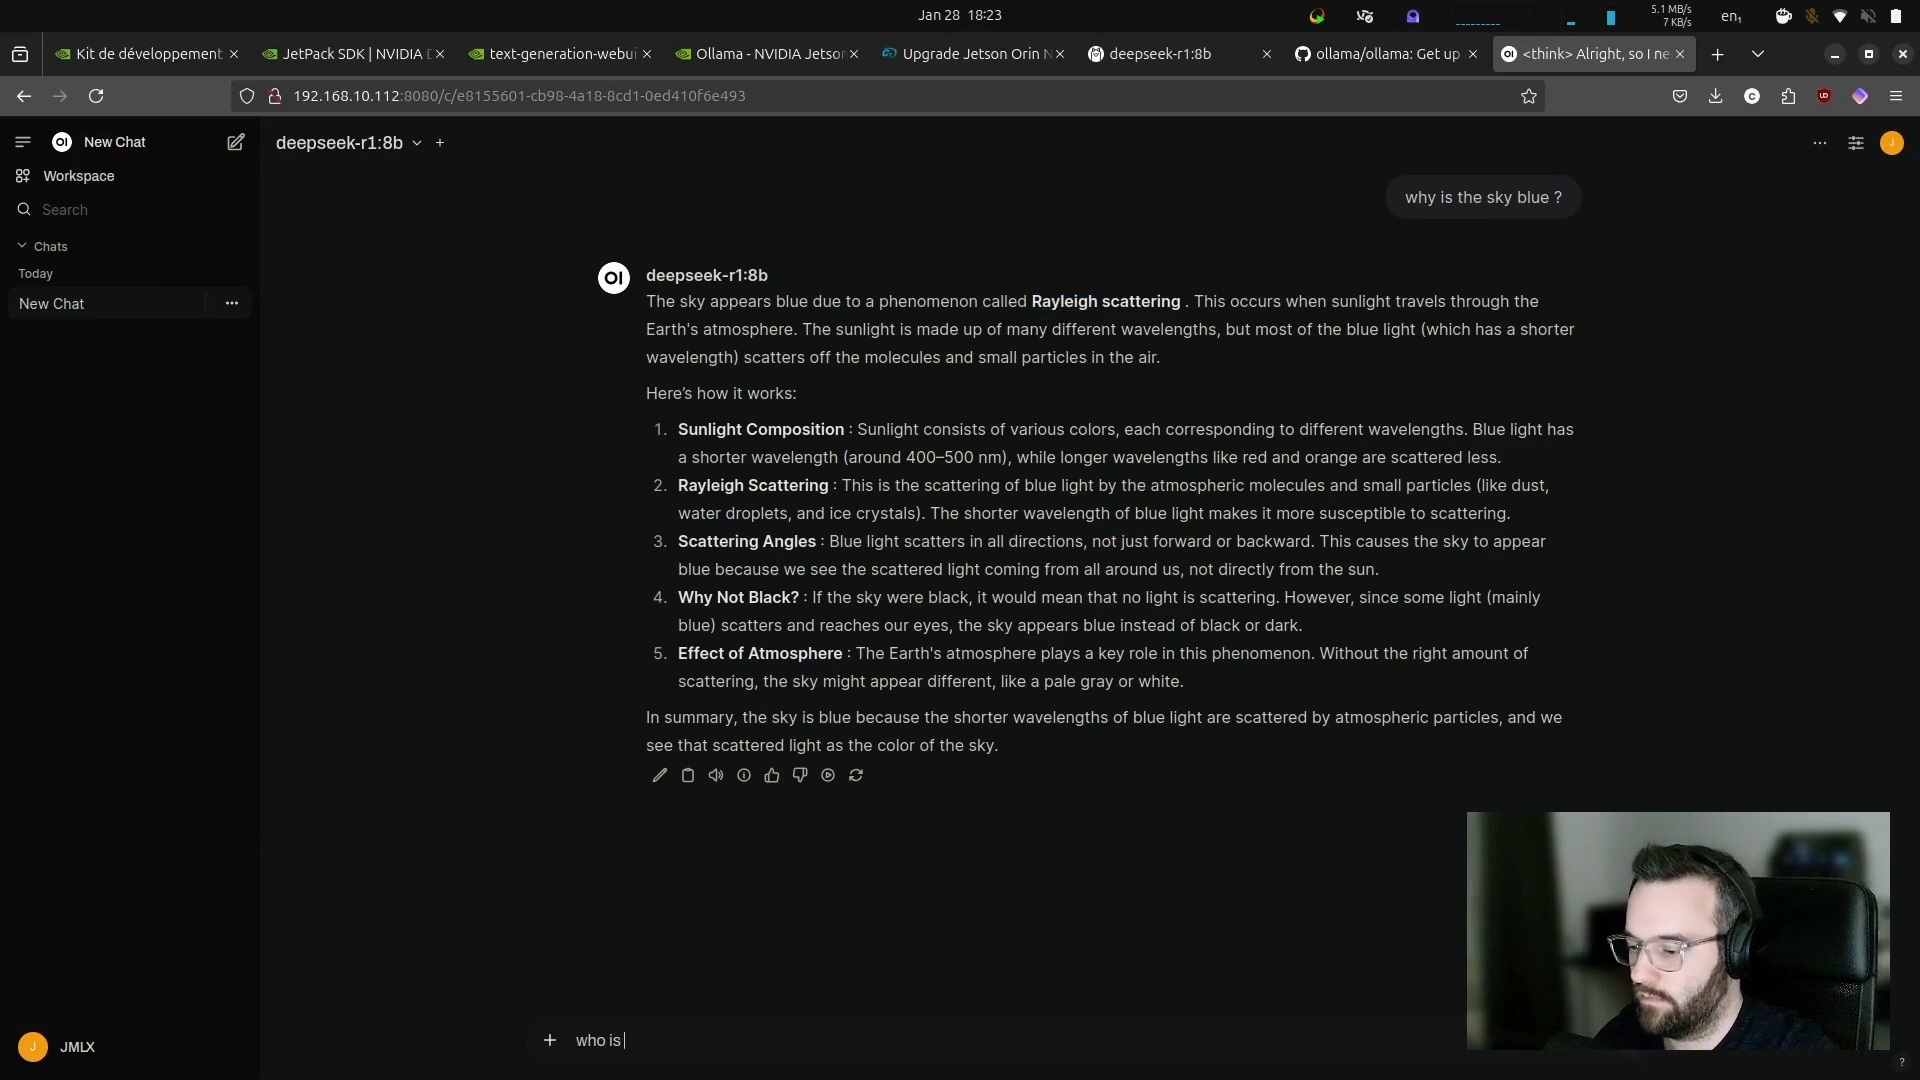 Jan 28 18:23
5.1 MB/s
7 KB/s
en₁
Kit de développement
JetPack SDK | NVIDIA D
text-generation-webui
Ollama - NVIDIA Jetson
Upgrade Jetson Orin N
deepseek-r1:8b
ollama/ollama: Get up
OI <think> Alright, so I ne
192.168.10.112:8080/c/e8155601-cb98-4a18-8cd1-0ed410f6e493
OI New Chat
deepseek-r1:8b
J
Workspace
Search
Chats
Today
New Chat
why is the sky blue ?
OI
deepseek-r1:8b
The sky appears blue due to a phenomenon called Rayleigh scattering . This occurs when sunlight travels through the
Earth's atmosphere. The sunlight is made up of many different wavelengths, but most of the blue light (which has a shorter
wavelength) scatters off the molecules and small particles in the air.
Here’s how it works:
1. Sunlight Composition : Sunlight consists of various colors, each corresponding to different wavelengths. Blue light has
a shorter wavelength (around 400–500 nm), while longer wavelengths like red and orange are scattered less.
2. Rayleigh Scattering : This is the scattering of blue light by the atmospheric molecules and small particles (like dust,
water droplets, and ice crystals). The shorter wavelength of blue light makes it more susceptible to scattering.
3. Scattering Angles : Blue light scatters in all directions, not just forward or backward. This causes the sky to appear
blue because we see the scattered light coming from all around us, not directly from the sun.
4. Why Not Black? : If the sky were black, it would mean that no light is scattering. However, since some light (mainly
blue) scatters and reaches our eyes, the sky appears blue instead of black or dark.
5. Effect of Atmosphere : The Earth's atmosphere plays a key role in this phenomenon. Without the right amount of
scattering, the sky might appear different, like a pale gray or white.
In summary, the sky is blue because the shorter wavelengths of blue light are scattered by atmospheric particles, and we
see that scattered light as the color of the sky.
who is
J JMLX
?